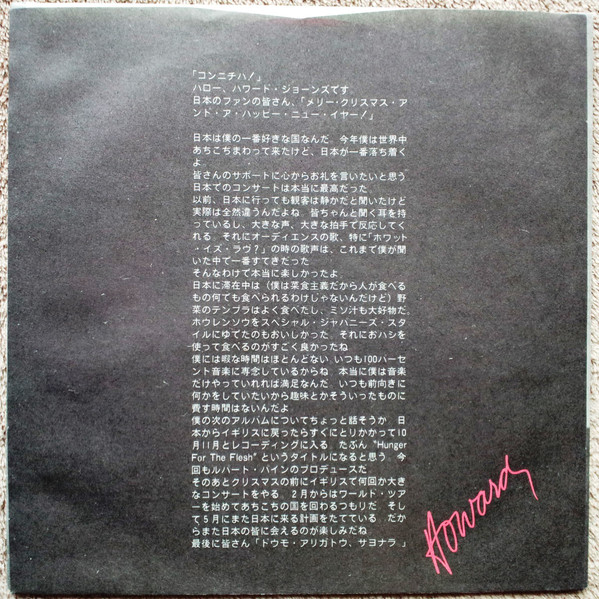 「コンニチハ!」
ハロー、ハワード・ジョーンズです
日本のファンの皆さん、「メリー・クリスマス・ア
ンド・ア・ハッピー・ニュー・イヤー!」
日本は僕の一番好きな国なんだ。今年僕は世界中
あちこちまわって来たけど、日本が一番落ち着く
よ。
皆さんのサポートに心からお礼を言いたいと思う
日本でのコンサートは本当に最高だった。
以前、日本に行っても観客は静かだと聞いたけど
実際は全然違うんだよね。皆ちゃんと聞く耳を持
っているし、大きな声、大きな拍手で反応してく
れる。それにオーディエンスの歌、特に「ホワット
・イズ・ラヴ?」の時の歌声は、これまで僕が聞
いた中で一番すてきだった
そんなわけで本当に楽しかったよ。
日本に滞在中は(僕は菜食主義だから人が食べる
もの何でも食べられるわけじゃないんだけど)野
菜のテンプラはよく食べたし、ミソ汁も大好物だ。
ホウレンソウをスペシャル・ジャパニーズ・スタ
イルにゆでたのもおいしかった。それにおハシを
使って食べるのがすごく良かったね
僕には暇な時間はほとんどない いつも100パーセ
ント音楽に専念しているからね 本当に僕は音楽
だけやっていれれば満足なんだ。いつも前向きに
何かをしていたいから趣味とかそういったものに
費す時間はないんだよ
僕の次のアルバムについてちょっと話そうか 日
本からイギリスに戻ったらすぐにとりかかって10
月11月とレコーディングに入る たぶん “Hunger
For The Flesh” というタイトルになると思う。今
回もルパート・ハインのプロデュースだ
そのあとクリスマスの前にイギリスで何回か大き
なコンサートをやる。2月からはワールド・ツアー
を始めてあちこちの国を回わるつもりだ そし
て5月にまた日本に来る計画をたてている だか
らまた日本の皆に会えるのが楽しみだね
最後に皆さん「ドウモ・アリガトウ、サヨナラ」
Howard